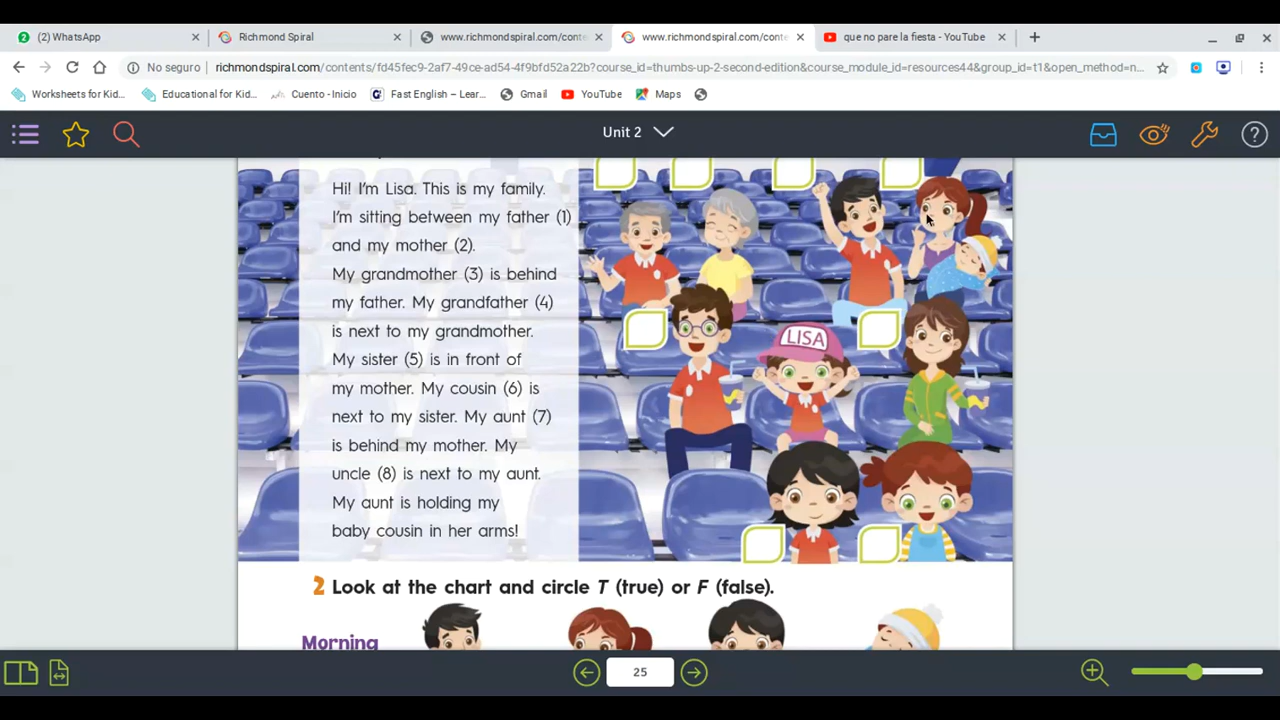 2
(2) WhatsApp
Richmond Spiral
www.richmondspiral.com/conte
www.richmondspiral.com/conte
que no pare la fiesta - YouTube
No seguro
richmondspiral.com/contents/fd45fec9-2af7-49ce-ad54-4f9bfd52a22b?course_id=thumbs-up-2-second-edition&course_module_id=resources44&group_id=t1&open_method=n...
Worksheets for Kid...
Educational for Kid...
Cuento - Inicio
Fast English – Lear...
Gmail
YouTube
Maps
Unit 2
Hi! I'm Lisa. This is my family.
I'm sitting between my father (1)
and my mother (2).
My grandmother (3) is behind
my father. My grandfather (4)
is next to my grandmother.
My sister (5) is in front of
my mother. My cousin (6) is
next to my sister. My aunt (7)
is behind my mother. My
uncle (8) is next to my aunt.
My aunt is holding my
baby cousin in her arms!
LISA
2 Look at the chart and circle T (true) or F (false).
Morning
25